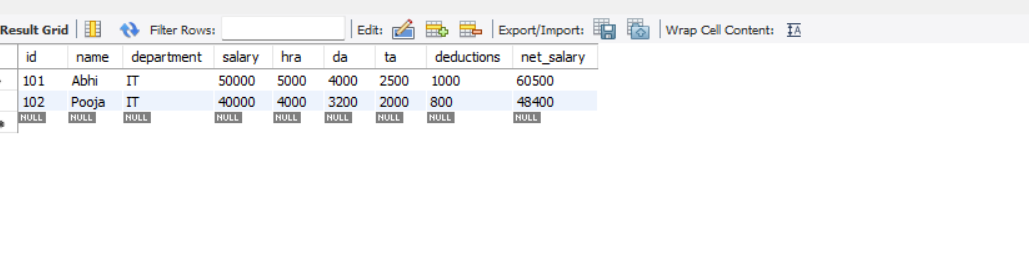 Result Grid Filter Rows: Edit: Export/Import: Wrap Cell Content: IA
id name department salary hra da ta deductions net_salary
101 Abhi IT 50000 5000 4000 2500 1000 60500
102 Pooja IT 40000 4000 3200 2000 800 48400
NULL NULL NULL NULL NULL NULL NULL NULL NULL